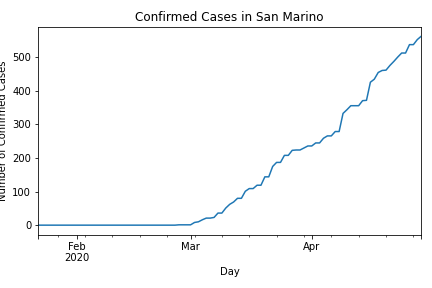 Confirmed Cases in San Marino
Number of Confirmed Cases
500
400
300
200
100
0
Feb
2020
Mar
Apr
Day